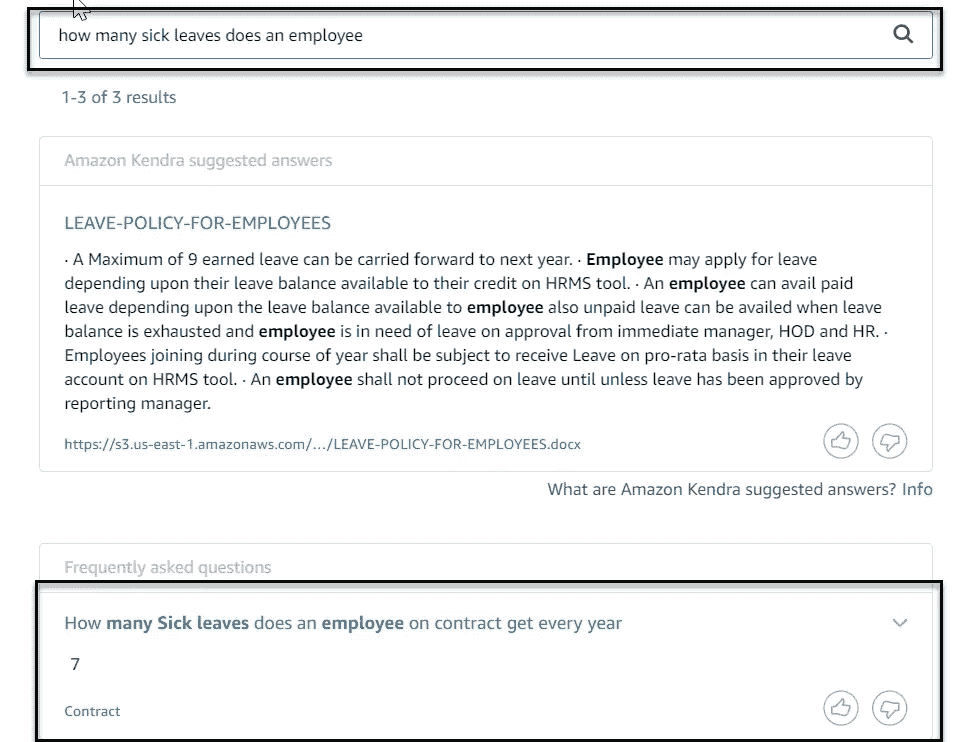 how many sick leaves does an employee
1-3 of 3 results
Amazon Kendra suggested answers
LEAVE-POLICY-FOR-EMPLOYEES
· A Maximum of 9 earned leave can be carried forward to next year. · Employee may apply for leave
depending upon their leave balance available to their credit on HRMS tool. · An employee can avail paid
leave depending upon the leave balance available to employee also unpaid leave can be availed when leave
balance is exhausted and employee is in need of leave on approval from immediate manager, HOD and HR. ·
Employees joining during course of year shall be subject to receive Leave on pro-rata basis in their leave
account on HRMS tool. · An employee shall not proceed on leave until unless leave has been approved by
reporting manager.
https://s3.us-east-1.amazonaws.com/.../LEAVE-POLICY-FOR-EMPLOYEES.docx
What are Amazon Kendra suggested answers? Info
Frequently asked questions
How many Sick leaves does an employee on contract get every year
7
Contract